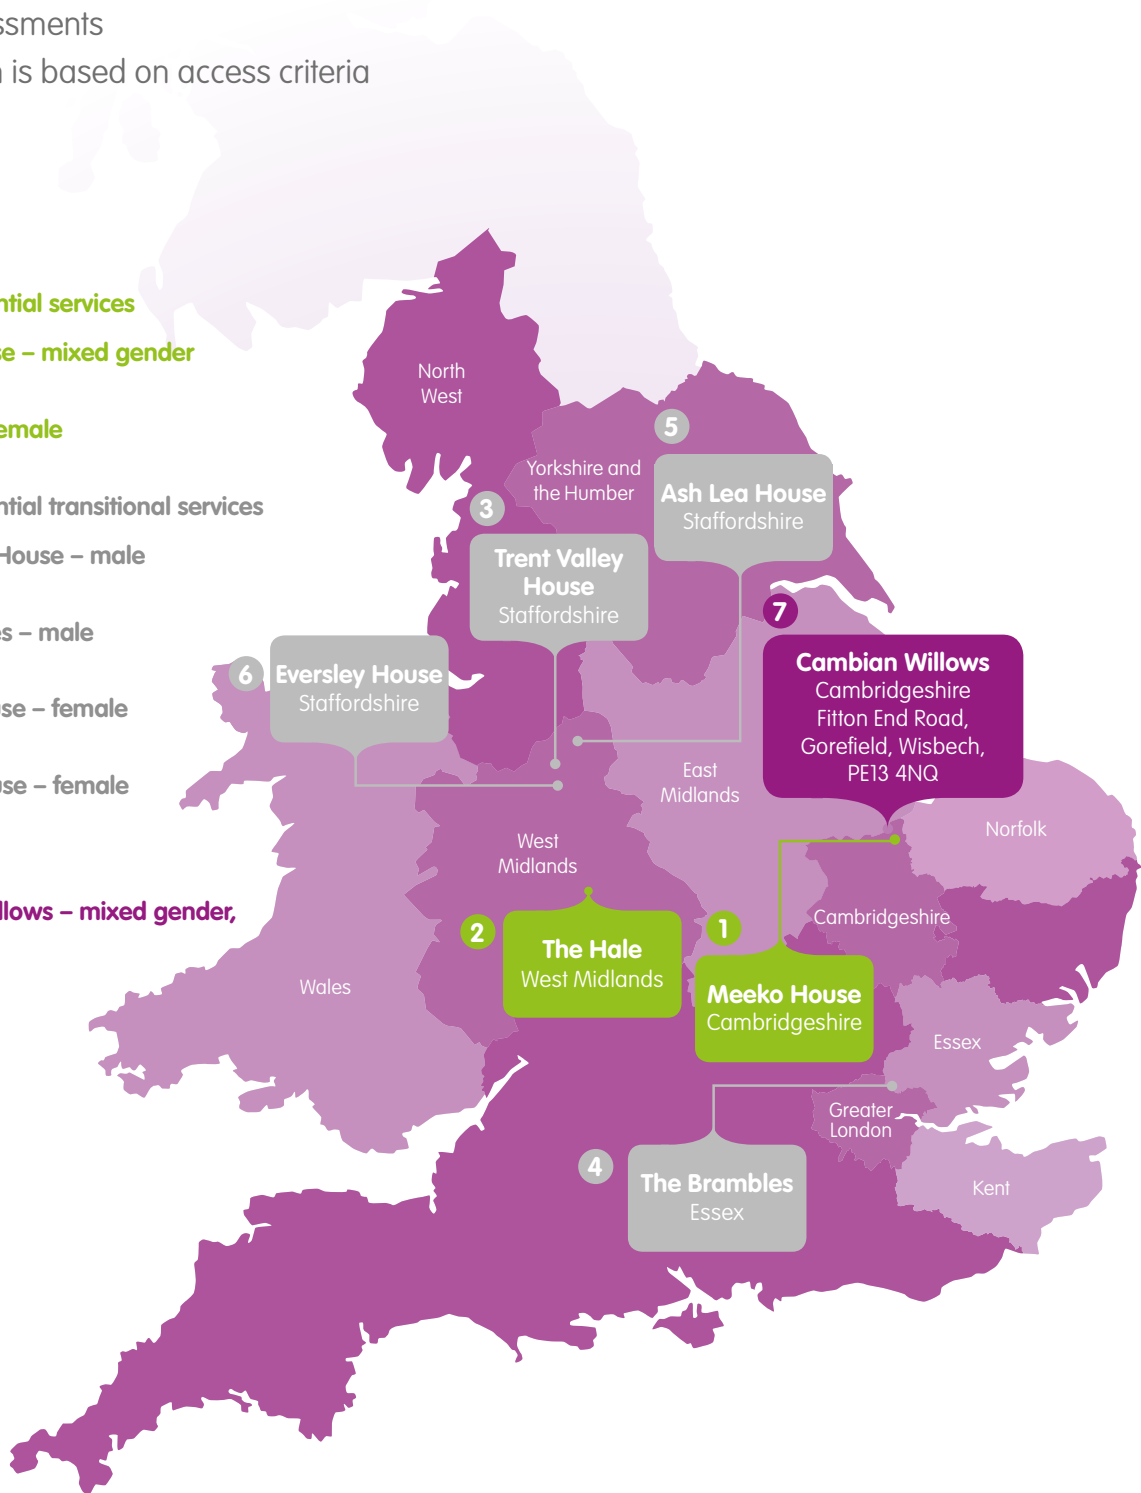 ssments
n is based on access criteria
ntial services
se – mixed gender
emale
ntial transitional services
House – male
es – male
use – female
use – female
llows – mixed gender,
North
West
5
Yorkshire and
the Humber
Ash Lea House
Staffordshire
3
Trent Valley
House
Staffordshire
7
Cambian Willows
Cambridgeshire
Fitton End Road,
Gorefield, Wisbech,
PE13 4NQ
6
Eversley House
Staffordshire
East
Midlands
Norfolk
West
Midlands
Cambridgeshire
2
The Hale
West Midlands
1
Meeko House
Cambridgeshire
Wales
Essex
Greater
London
4
The Brambles
Essex
Kent